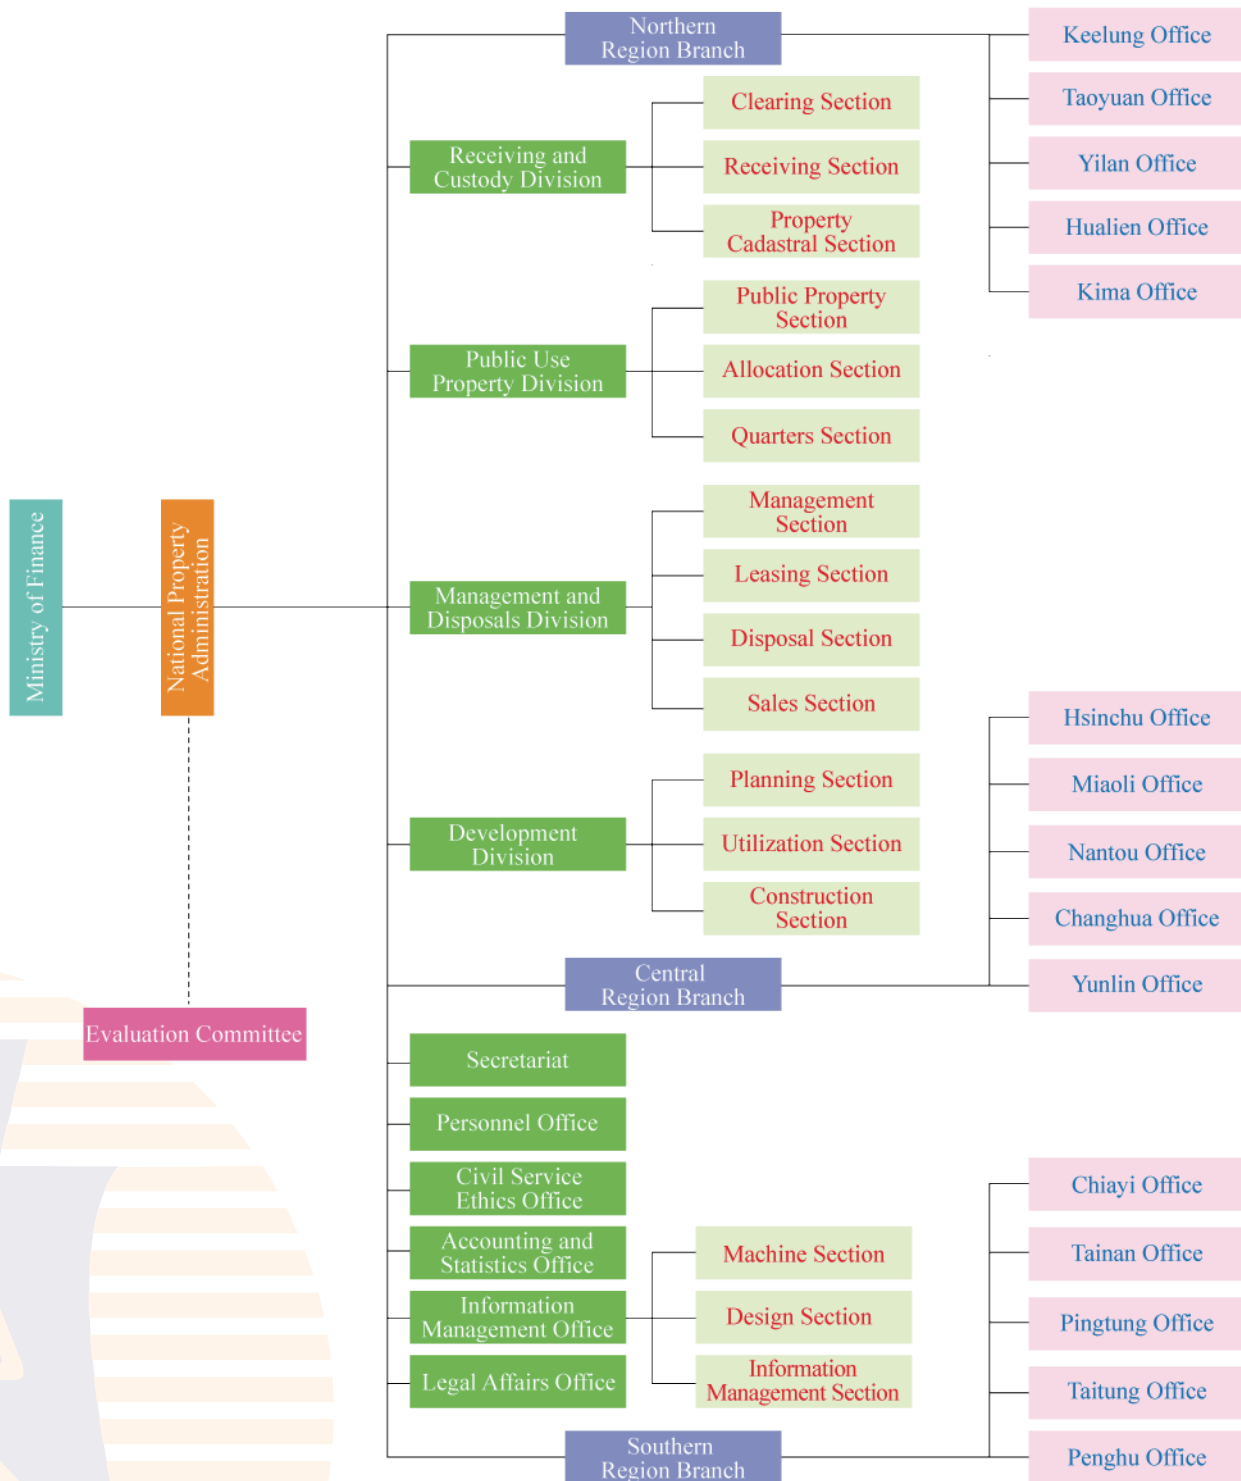 Northern
Region Branch
Keelung Office
Taoyuan Office
Yilan Office
Hualien Office
Kima Office
Receiving and
Custody Division
Clearing Section
Receiving Section
Property
Cadastral Section
Public Use
Property Division
Public Property
Section
Allocation Section
Quarters Section
Ministry of Finance
National Property
Administration
Management and
Disposals Division
Management
Section
Leasing Section
Disposal Section
Sales Section
Development
Division
Planning Section
Utilization Section
Construction
Section
Central
Region Branch
Hsinchu Office
Miaoli Office
Nantou Office
Changhua Office
Yunlin Office
Evaluation Committee
Secretariat
Personnel Office
Civil Service
Ethics Office
Accounting and
Statistics Office
Information
Management Office
Machine Section
Design Section
Information
Management Section
Legal Affairs Office
Southern
Region Branch
Chiayi Office
Tainan Office
Pingtung Office
Taitung Office
Penghu Office